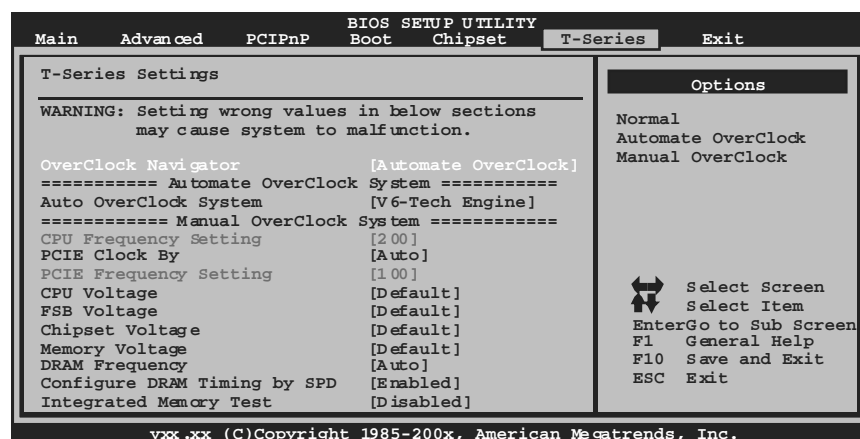 BIOS SETUP UTILITY
Main Advanced PCIPnP Boot Chipset T-Series Exit
T-Series Settings
WARNING: Setting wrong values in below sections
may cause system to malfunction.
OverClock Navigator [Automate OverClock]
=========== Automate OverClock System ===========
Auto OverClock System [V6-Tech Engine]
============ Manual OverClock System ============
CPU Frequency Setting [200]
PCIE Clock By [Auto]
PCIE Frequency Setting [100]
CPU Voltage [Default]
FSB Voltage [Default]
Chipset Voltage [Default]
Memory Voltage [Default]
DRAM Frequency [Auto]
Configure DRAM Timing by SPD [Enabled]
Integrated Memory Test [Disabled]
Options
Normal
Automate OverClock
Manual OverClock
Select Screen
Select Item
EnterGo to Sub Screen
F1 General Help
F10 Save and Exit
ESC Exit
vxx.xx (C)Copyright 1985-200x, American Megatrends, Inc.